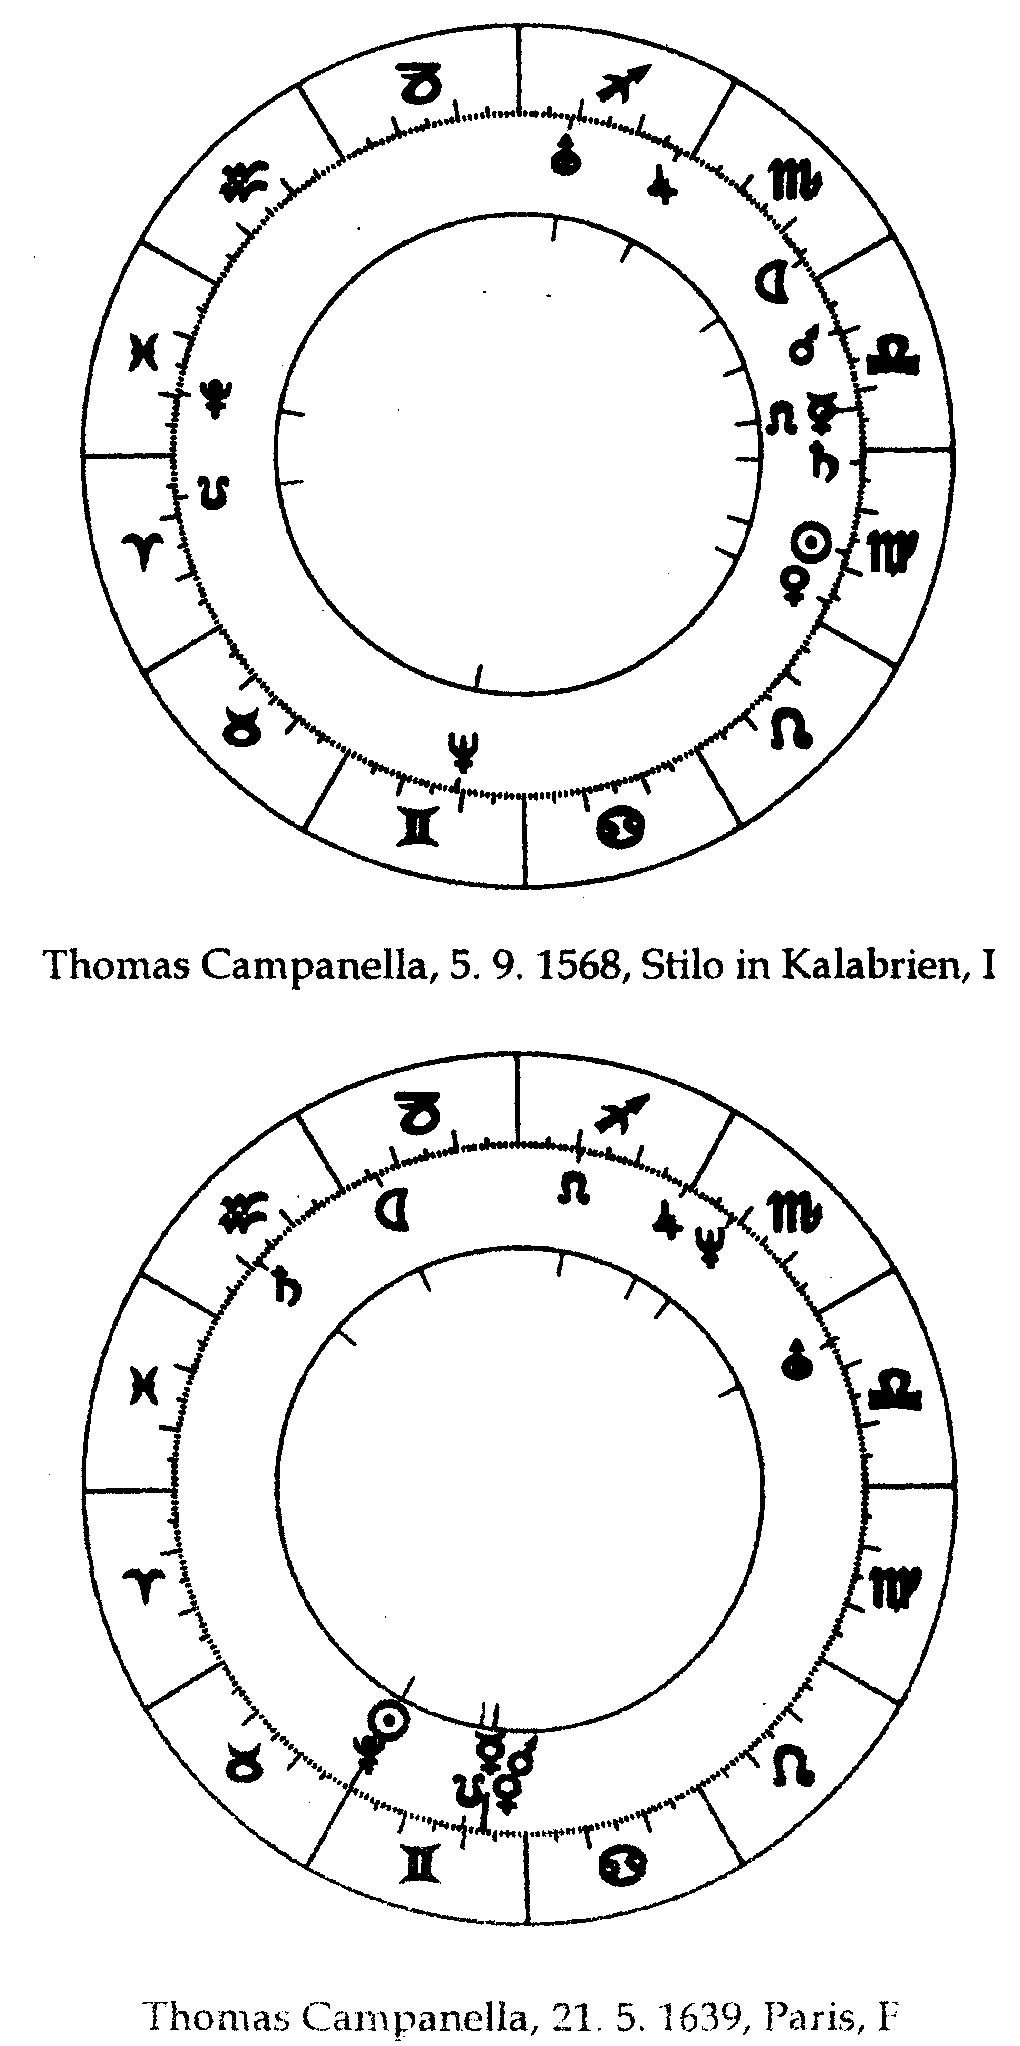 Thomas Campanella, 5. 9. 1568, Stilo in Kalabrien, I
Thomas Campanella, 21. 5. 1639, Paris, F